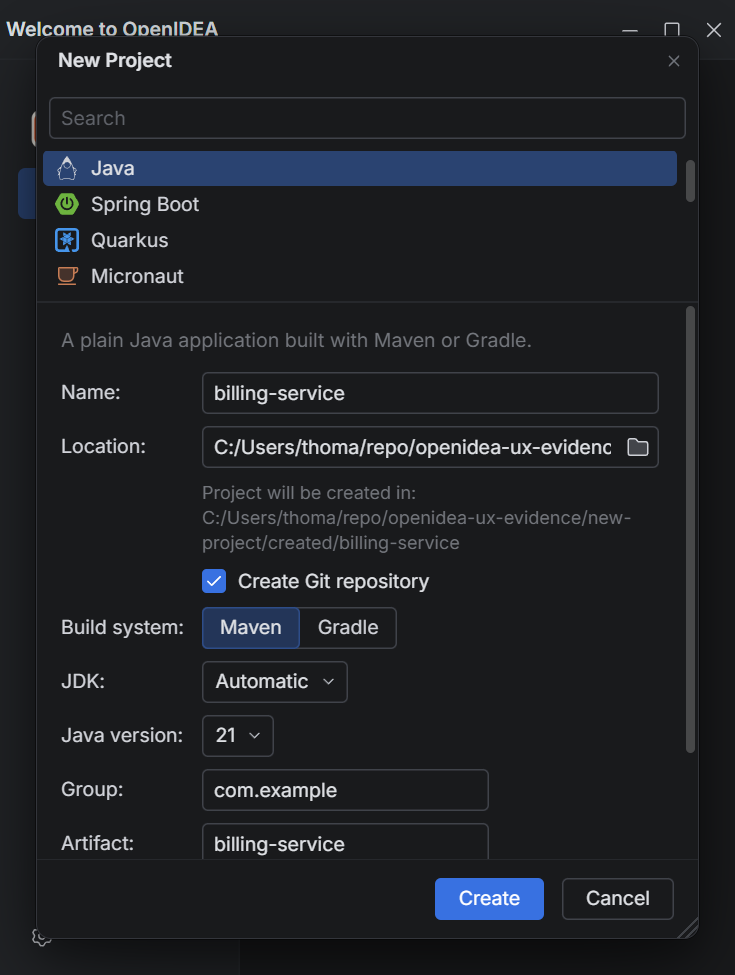 Welcome to OpenIDEA
New Project
Search
Java
Spring Boot
Quarkus
Micronaut
A plain Java application built with Maven or Gradle.
Name:
billing-service
Location:
C:/Users/thoma/repo/openidea-ux-evidenc
Project will be created in:
C:/Users/thoma/repo/openidea-ux-evidence/new-
project/created/billing-service
Create Git repository
Build system:
Maven
Gradle
JDK:
Automatic
Java version:
21
Group:
com.example
Artifact:
billing-service
Create
Cancel